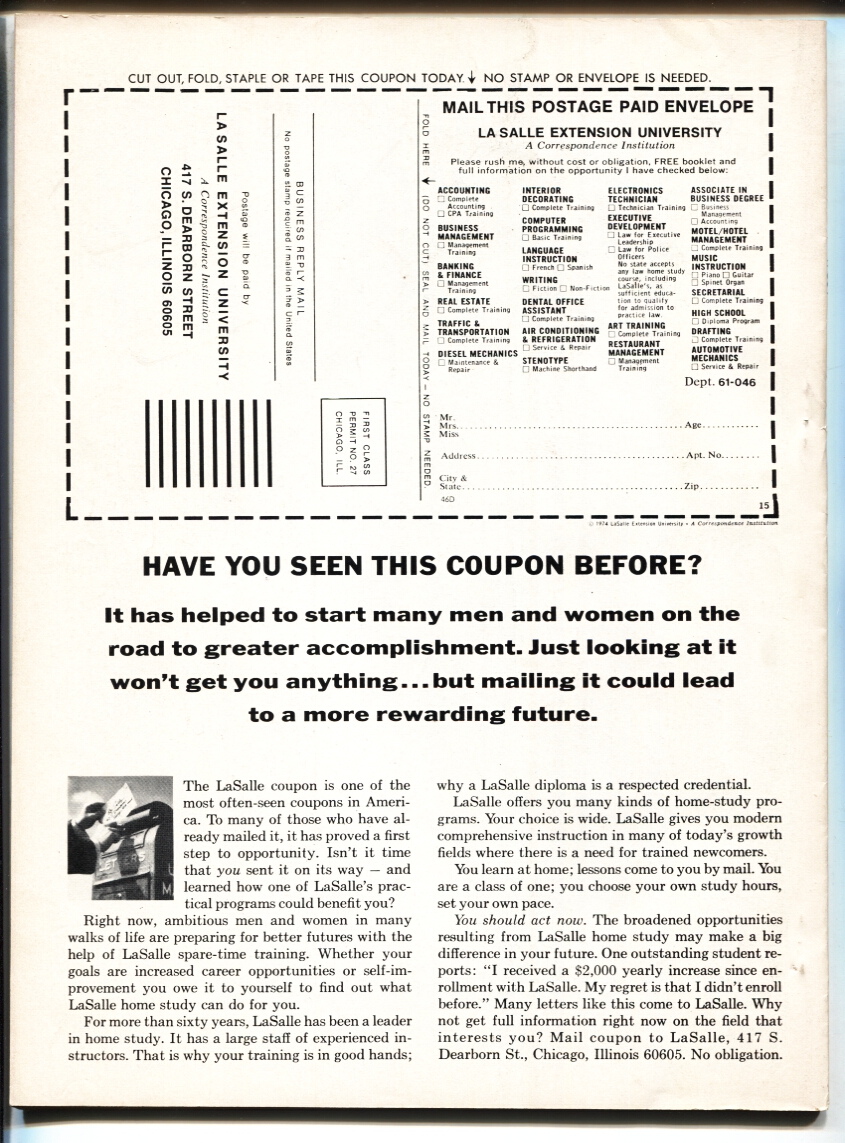 CUT OUT, FOLD, STAPLE OR TAPE THIS COUPON TODAY. ↓ NO STAMP OR ENVELOPE IS NEEDED.
LA SALLE EXTENSION UNIVERSITY
A Correspondence Institution
417 S. DEARBORN STREET
CHICAGO, ILLINOIS 60605
Postage will be paid by
BUSINESS REPLY MAIL
No postage stamp required if mailed in the United States
FIRST CLASS
PERMIT NO. 27
CHICAGO, ILL.
FOLD HERE ← (DO NOT CUT) SEAL AND MAIL TODAY – NO STAMP NEEDED.
MAIL THIS POSTAGE PAID ENVELOPE
LA SALLE EXTENSION UNIVERSITY
A Correspondence Institution
Please rush me, without cost or obligation, FREE booklet and
full information on the opportunity I have checked below:
ACCOUNTING
☐ Complete
Accounting
☐ CPA Training
BUSINESS
MANAGEMENT
☐ Management
Training
BANKING
& FINANCE
☐ Management
Training
REAL ESTATE
☐ Complete Training
TRAFFIC &
TRANSPORTATION
☐ Complete Training
DIESEL MECHANICS
☐ Maintenance &
Repair
INTERIOR
DECORATING
☐ Complete Training
COMPUTER
PROGRAMMING
☐ Basic Training
LANGUAGE
INSTRUCTION
☐ French ☐ Spanish
WRITING
☐ Fiction ☐ Non-Fiction
DENTAL OFFICE
ASSISTANT
☐ Complete Training
AIR CONDITIONING
& REFRIGERATION
☐ Service & Repair
STENOTYPE
☐ Machine Shorthand
ELECTRONICS
TECHNICIAN
☐ Technician Training
EXECUTIVE
DEVELOPMENT
☐ Law for Executive
Leadership
☐ Law for Police
Officers
No state accepts
any law home study
course, including
LaSalle's, as
sufficient educa-
tion to qualify
for admission to
practice law.
ART TRAINING
☐ Complete Training
RESTAURANT
MANAGEMENT
☐ Management
Training
ASSOCIATE IN
BUSINESS DEGREE
☐ Business
Management
☐ Accounting
MOTEL/HOTEL
MANAGEMENT
☐ Complete Training
MUSIC
INSTRUCTION
☐ Piano ☐ Guitar
☐ Spinet Organ
SECRETARIAL
☐ Complete Training
HIGH SCHOOL
☐ Diploma Program
DRAFTING
☐ Complete Training
AUTOMOTIVE
MECHANICS
☐ Service & Repair
Dept. 61-046
Mr.
Mrs. Age
Miss
Address Apt. No.
City &
State Zip
46D
15
© 1974 LaSalle Extension University • A Correspondence Institution
HAVE YOU SEEN THIS COUPON BEFORE?
It has helped to start many men and women on the
road to greater accomplishment. Just looking at it
won't get you anything...but mailing it could lead
to a more rewarding future.
The LaSalle coupon is one of the
most often-seen coupons in Ameri-
ca. To many of those who have al-
ready mailed it, it has proved a first
step to opportunity. Isn't it time
that you sent it on its way — and
learned how one of LaSalle's prac-
tical programs could benefit you?
Right now, ambitious men and women in many
walks of life are preparing for better futures with the
help of LaSalle spare-time training. Whether your
goals are increased career opportunities or self-im-
provement you owe it to yourself to find out what
LaSalle home study can do for you.
For more than sixty years, LaSalle has been a leader
in home study. It has a large staff of experienced in-
structors. That is why your training is in good hands;
why a LaSalle diploma is a respected credential.
LaSalle offers you many kinds of home-study pro-
grams. Your choice is wide. LaSalle gives you modern
comprehensive instruction in many of today's growth
fields where there is a need for trained newcomers.
You learn at home; lessons come to you by mail. You
are a class of one; you choose your own study hours,
set your own pace.
You should act now. The broadened opportunities
resulting from LaSalle home study may make a big
difference in your future. One outstanding student re-
ports: "I received a $2,000 yearly increase since en-
rollment with LaSalle. My regret is that I didn't enroll
before." Many letters like this come to LaSalle. Why
not get full information right now on the field that
interests you? Mail coupon to LaSalle, 417 S.
Dearborn St., Chicago, Illinois 60605. No obligation.